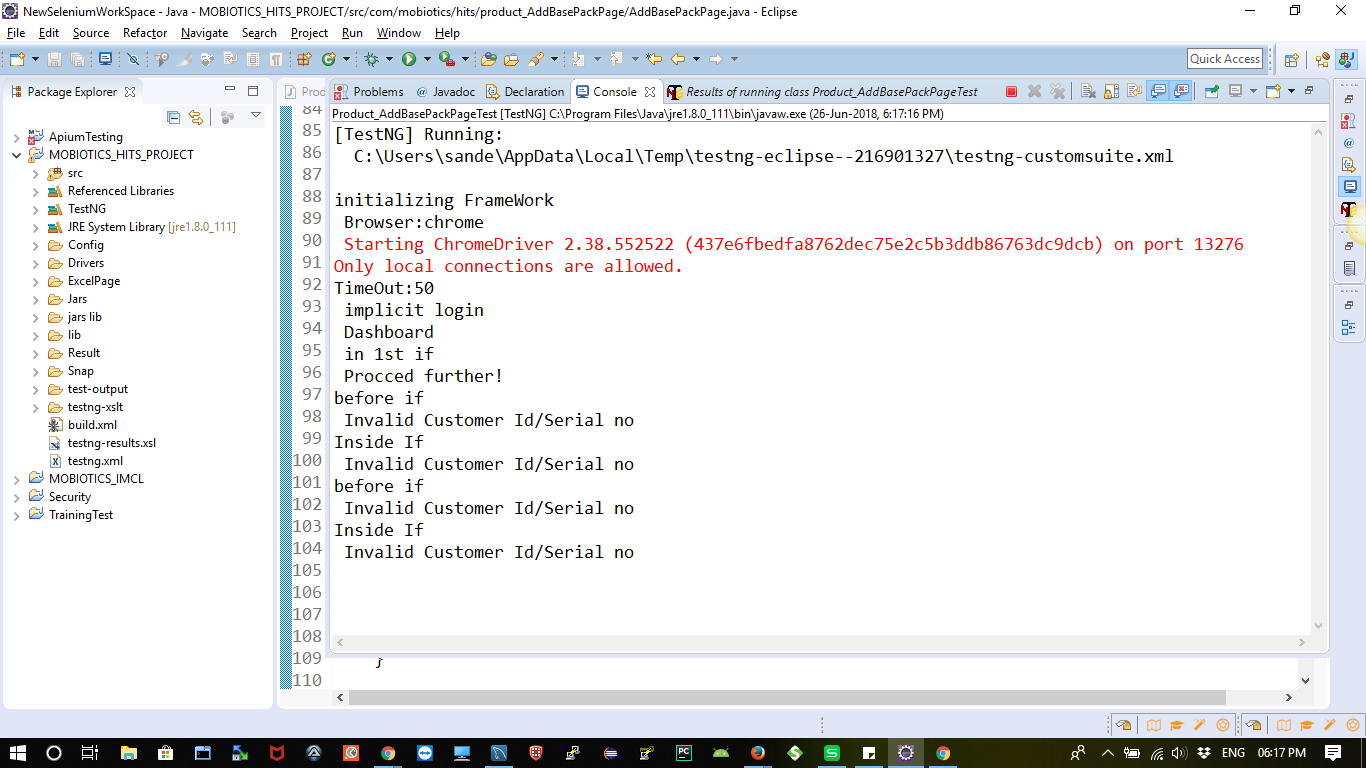 NewSeleniumWorkSpace - Java - MOBIOTICS_HITS_PROJECT/src/com/mobiotics/hits/product_AddBasePackPage/AddBasePackPage.java - Eclipse
File Edit Source Refactor Navigate Search Project Run Window Help
Quick Access
Package Explorer
ApiumTesting
MOBIOTICS_HITS_PROJECT
src
Referenced Libraries
TestNG
JRE System Library [jre1.8.0_111]
Config
Drivers
ExcelPage
Jars
jars lib
lib
Result
Snap
test-output
testng-xslt
build.xml
testng-results.xsl
testng.xml
MOBIOTICS_IMCL
Security
TrainingTest
Proc
Problems @ Javadoc Declaration Console Results of running class Product_AddBasePackPageTest
Product_AddBasePackPageTest [TestNG] C:\Program Files\Java\jre1.8.0_111\bin\javaw.exe (26-Jun-2018, 6:17:16 PM)
84
85
86
87
88
89
90
91
92
93
94
95
96
97
98
99
100
101
102
103
104
105
106
107
108
109
110
[TestNG] Running:
C:\Users\sande\AppData\Local\Temp\testng-eclipse--216901327\testng-customsuite.xml
initializing FrameWork
Browser:chrome
Starting ChromeDriver 2.38.552522 (437e6fbedfa8762dec75e2c5b3ddb86763dc9dcb) on port 13276
Only local connections are allowed.
TimeOut:50
implicit login
Dashboard
in 1st if
Procced further!
before if
Invalid Customer Id/Serial no
Inside If
Invalid Customer Id/Serial no
before if
Invalid Customer Id/Serial no
Inside If
Invalid Customer Id/Serial no
}
ENG 06:17 PM